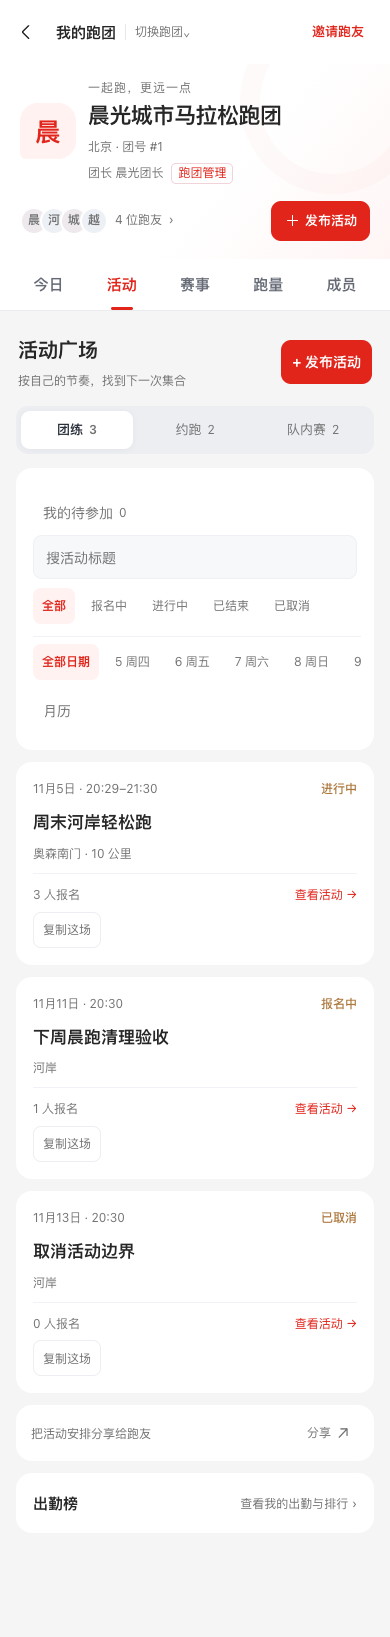 我的跑团 切换跑团⌄ 邀请跑友
一起跑，更远一点
晨
晨光城市马拉松跑团
北京 · 团号 #1
团长 晨光团长 跑团管理
晨 河 城 越 4 位跑友 ›
＋ 发布活动
今日 活动 赛事 跑量 成员
活动广场
按自己的节奏，找到下一次集合
+ 发布活动
团练 3 约跑 2 队内赛 2
我的待参加 0
搜活动标题
全部 报名中 进行中 已结束 已取消
全部日期 5 周四 6 周五 7 周六 8 周日 9
月历
11月5日 · 20:29–21:30 进行中
周末河岸轻松跑
奥森南门 · 10 公里
3 人报名 查看活动 →
复制这场
11月11日 · 20:30 报名中
下周晨跑清理验收
河岸
1 人报名 查看活动 →
复制这场
11月13日 · 20:30 已取消
取消活动边界
河岸
0 人报名 查看活动 →
复制这场
把活动安排分享给跑友 分享 ↗
出勤榜 查看我的出勤与排行 ›